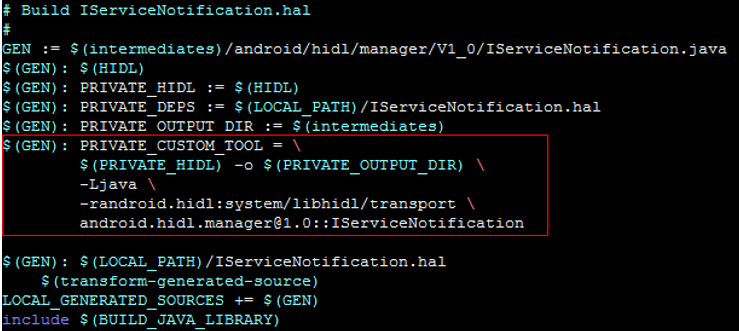 # Build IServiceNotification.hal
#
GEN := $(intermediates)/android/hidl/manager/V1_0/IServiceNotification.java
$(GEN): $(HIDL)
$(GEN): PRIVATE_HIDL := $(HIDL)
$(GEN): PRIVATE_DEPS := $(LOCAL_PATH)/IServiceNotification.hal
$(GEN): PRIVATE_OUTPUT_DIR := $(intermediates)
$(GEN): PRIVATE_CUSTOM_TOOL = \
        $(PRIVATE_HIDL) -o $(PRIVATE_OUTPUT_DIR) \
        -Ljava \
        -randroid.hidl:system/libhidl/transport \
        android.hidl.manager@1.0::IServiceNotification
$(GEN): $(LOCAL_PATH)/IServiceNotification.hal
    $(transform-generated-source)
LOCAL_GENERATED_SOURCES += $(GEN)
include $(BUILD_JAVA_LIBRARY)